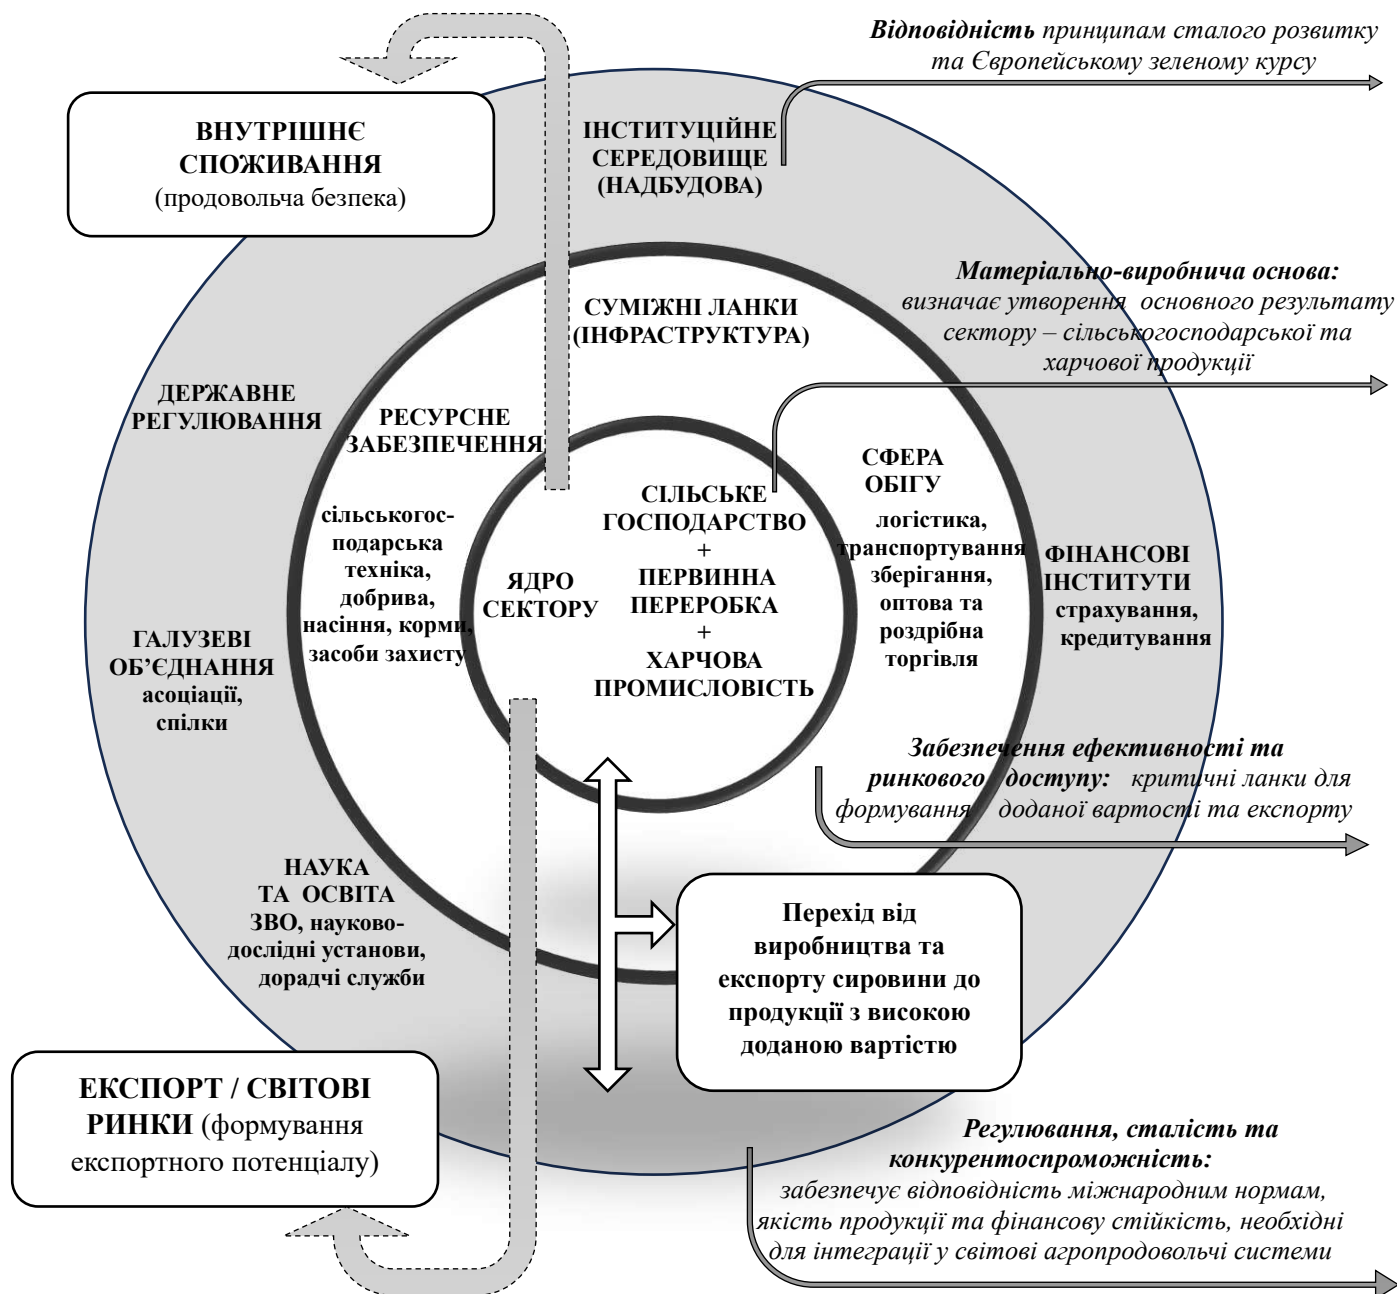 Відповідність принципам сталого розвитку
та Європейському зеленому курсу
ВНУТРІШНЄ
СПОЖИВАННЯ
(продовольча безпека)
ІНСТИТУЦІЙНЕ
СЕРЕДОВИЩЕ
(НАДБУДОВА)
Матеріально-виробнича основа:
визначає утворення основного результату
сектору – сільськогосподарської та
харчової продукції
СУМІЖНІ ЛАНКИ
(ІНФРАСТРУКТУРА)
ДЕРЖАВНЕ
РЕГУЛЮВАННЯ
РЕСУРСНЕ
ЗАБЕЗПЕЧЕННЯ
сільськогос-
подарська
техніка,
добрива,
насіння, корми,
засоби захисту
ЯДРО
СЕКТОРУ
СІЛЬСЬКЕ
ГОСПОДАРСТВО
+
ПЕРВИННА
ПЕРЕРОБКА
+
ХАРЧОВА
ПРОМИСЛОВІСТЬ
СФЕРА
ОБІГУ
логістика,
транспортування
зберігання,
оптова та
роздрібна
торгівля
ФІНАНСОВІ
ІНСТИТУТИ
страхування,
кредитування
ГАЛУЗЕВІ
ОБ’ЄДНАННЯ
асоціації,
спілки
Забезпечення ефективності та
ринкового доступу: критичні ланки для
формування доданої вартості та експорту
НАУКА
ТА ОСВІТА
ЗВО, науково-
дослідні установи,
дорадчі служби
Перехід від
виробництва та
експорту сировини до
продукції з високою
доданою вартістю
ЕКСПОРТ / СВІТОВІ
РИНКИ (формування
експортного потенціалу)
Регулювання, сталість та
конкурентоспроможність:
забезпечує відповідність міжнародним нормам,
якість продукції та фінансову стійкість, необхідні
для інтеграції у світові агропродовольчі системи